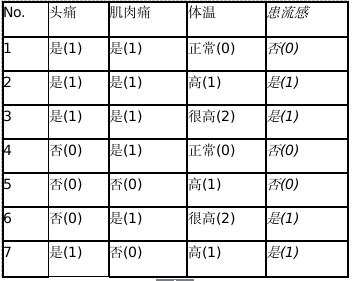 No. 头痛 肌肉痛 体温 患流感
1 是(1) 是(1) 正常(0) 否(0)
2 是(1) 是(1) 高(1) 是(1)
3 是(1) 是(1) 很高(2) 是(1)
4 否(0) 是(1) 正常(0) 否(0)
5 否(0) 否(0) 高(1) 否(0)
6 否(0) 是(1) 很高(2) 是(1)
7 是(1) 否(0) 高(1) 是(1)